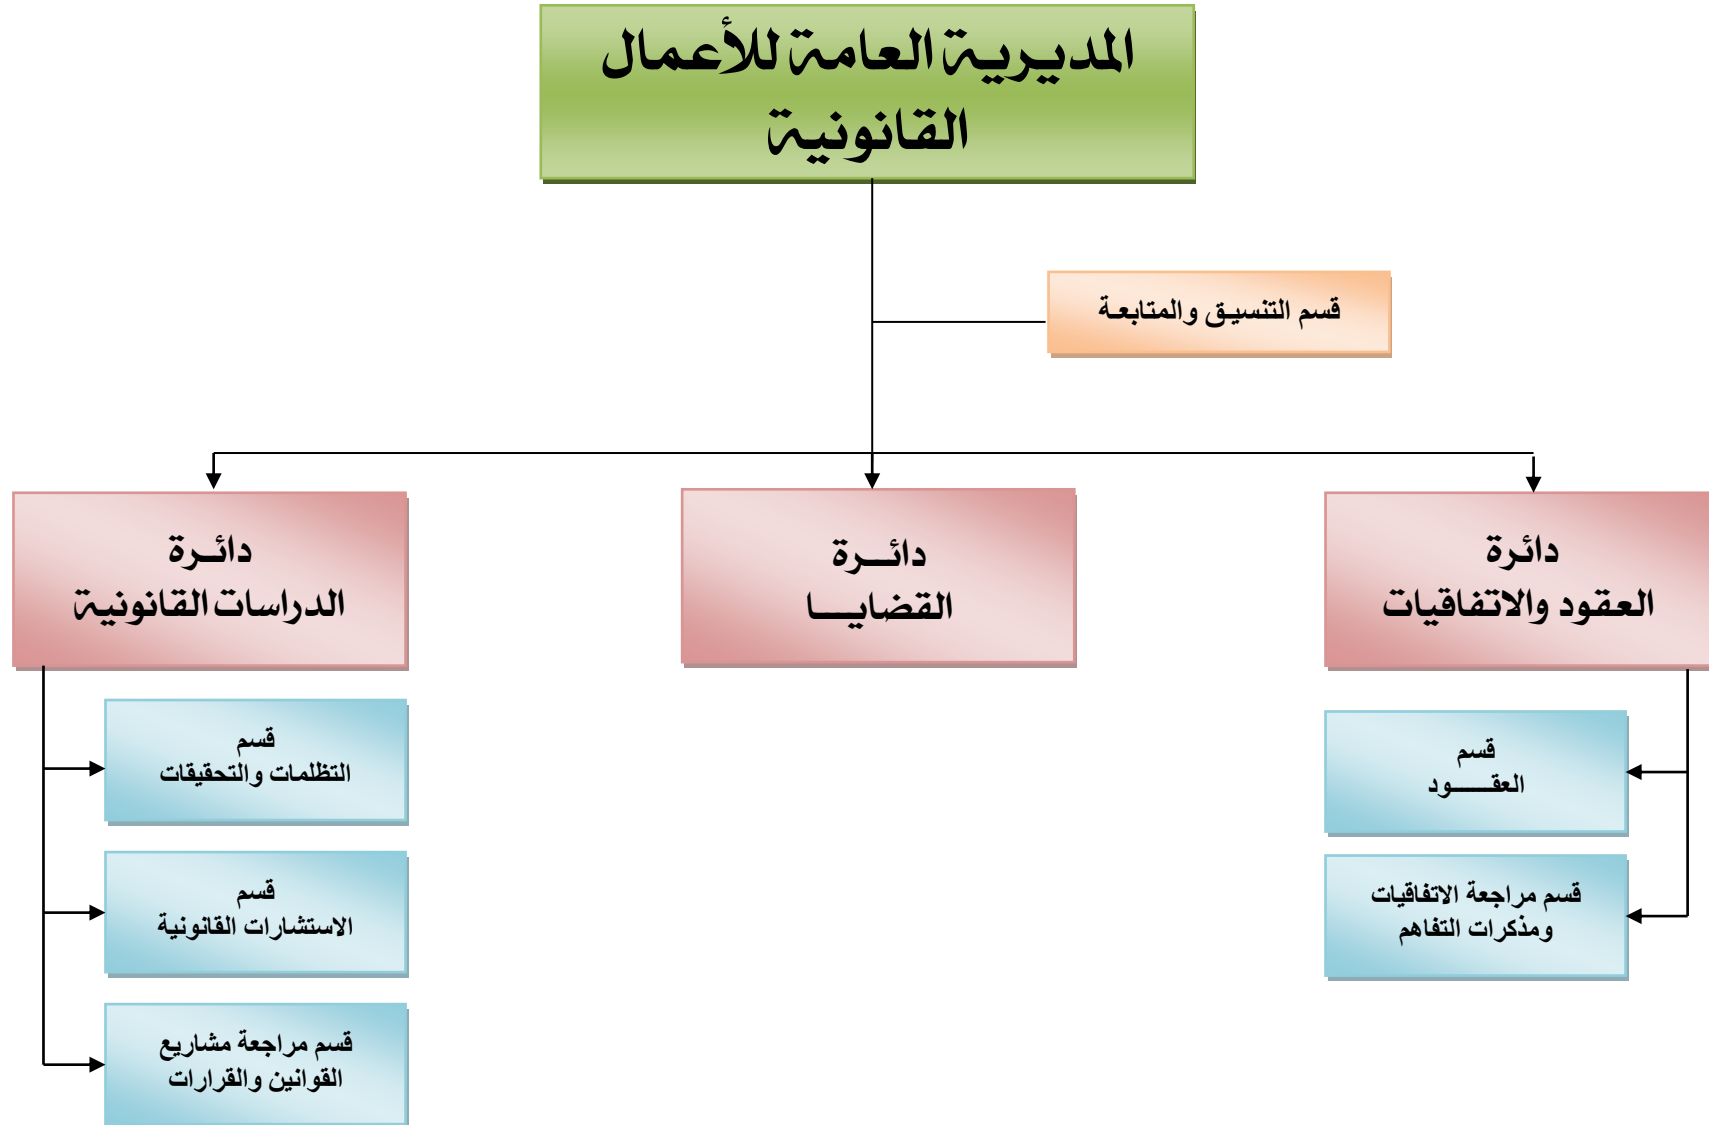 المديرية العامة للأعمال
القانونية
قسم التنسيق والمتابعة
دائرة
العقود والاتفاقيات
دائرة
القضايا
دائرة
الدراسات القانونية
قسم
العقود
قسم مراجعة الاتفاقيات
ومذكرات التفاهم
قسم
التظلمات والتحقيقات
قسم
الاستشارات القانونية
قسم مراجعة مشاريع
القوانين والقرارات